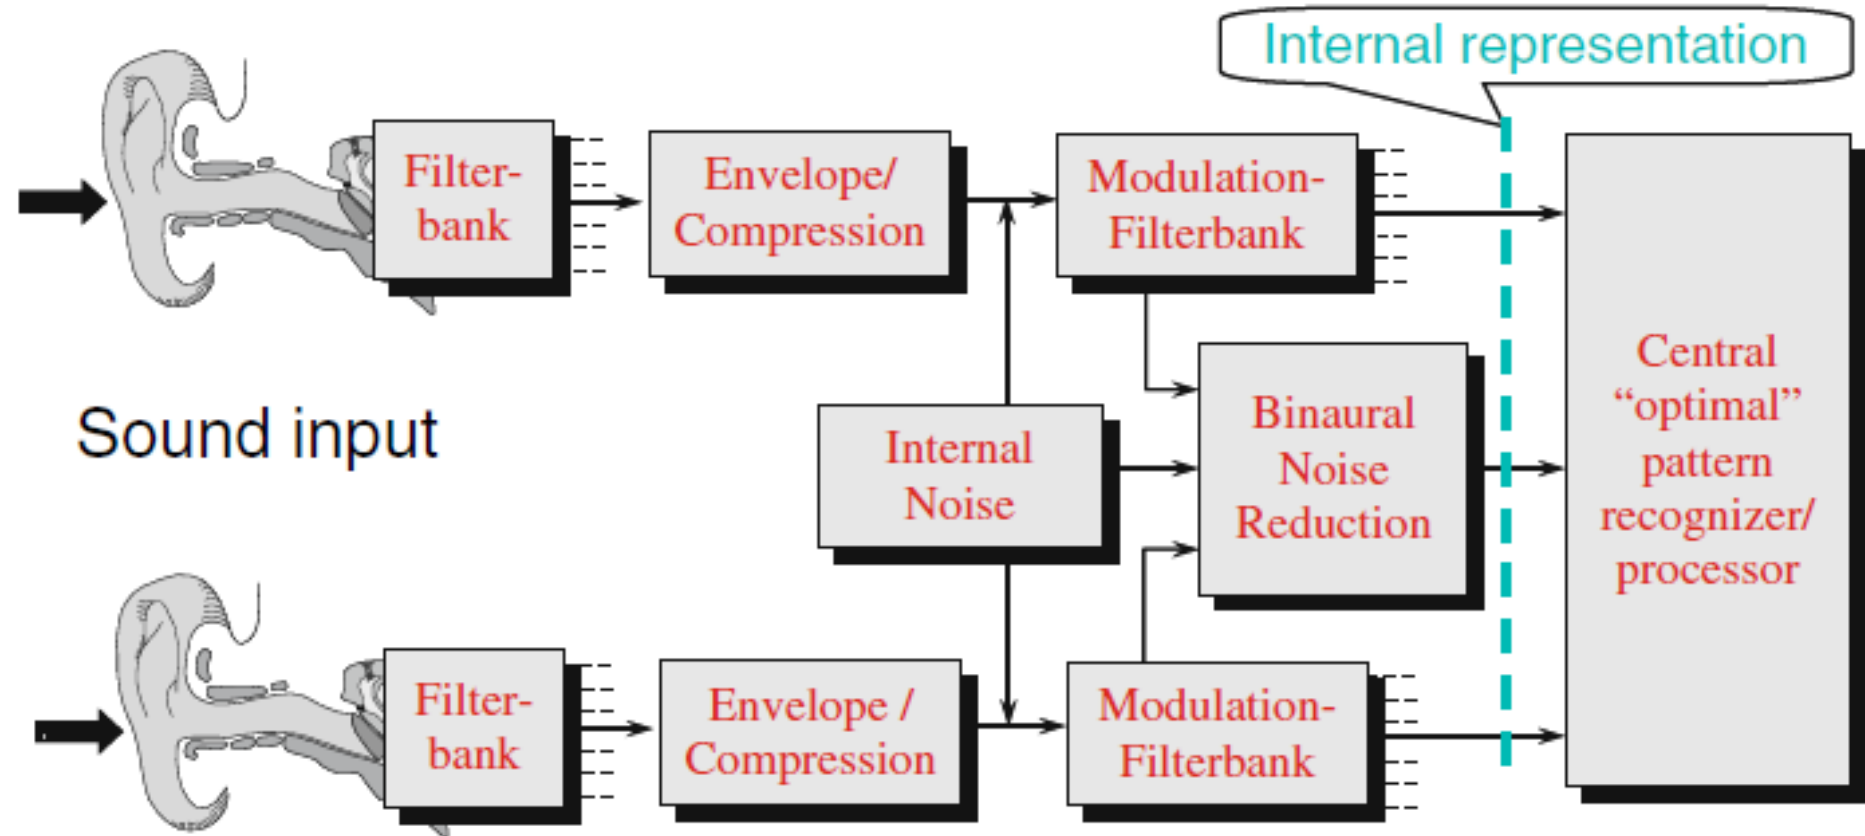 Internal representation
Filter-
bank
Envelope/
Compression
Modulation-
Filterbank
Sound input
Internal
Noise
Binaural
Noise
Reduction
Central
“optimal”
pattern
recognizer/
processor
Filter-
bank
Envelope /
Compression
Modulation-
Filterbank